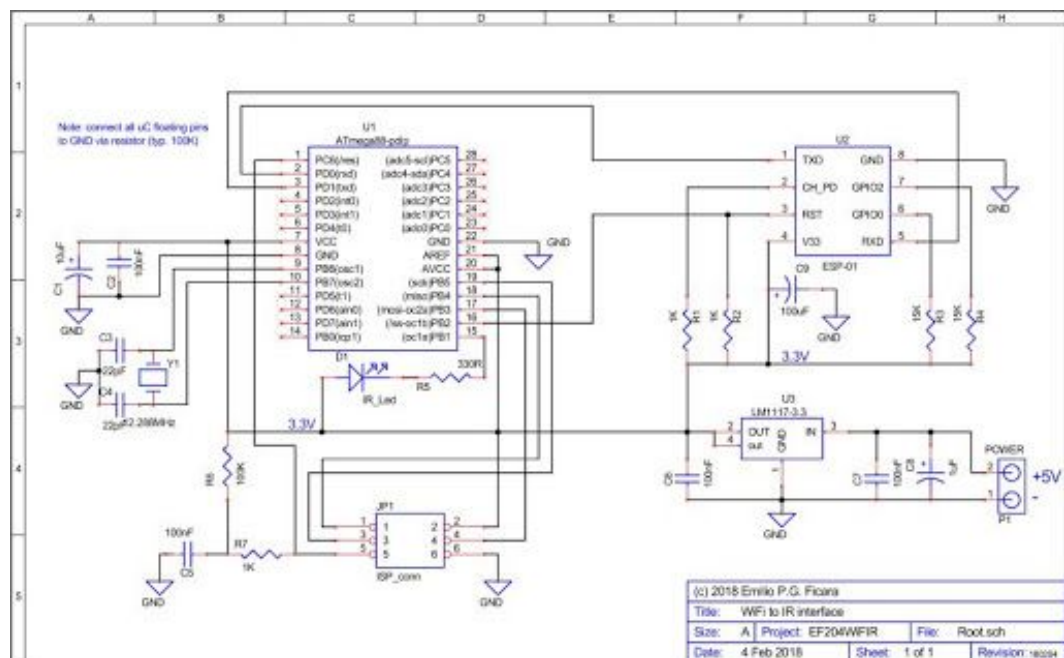 A B C D E F G H
1
2
3
4
5
Note: connect all uC floating pins
to GND via resistor (typ. 100K)
U1
ATmega88-pdip
1 PC6(/res) (adc5-scl)PC5 28
2 PD0(rxd) (adc4-sda)PC4 27
3 PD1(txd) (adc3)PC3 26
4 PD2(int0) (adc2)PC2 25
5 PD3(int1) (adc1)PC1 24
6 PD4(t0) (adc0)PC0 23
7 VCC GND 22
8 GND AREF 21
9 PB6(osc1) AVCC 20
10 PB7(osc2) (sck)PB5 19
11 PD5(t1) (miso)PB4 18
12 PD6(ain0) (mosi-oc2a)PB3 17
13 PD7(ain1) (/ss-oc1b)PB2 16
14 PB0(icp1) (oc1a)PB1 15
GND
U2
1 TXD GND 8
2 CH_PD GPIO2 7
3 RST GPIO0 6
4 V33 RXD 5
ESP-01
GND
C9
100uF
GND
10uF
C1
100nF
C2
GND
C3
22pF
Y1
GND
C4
22pF
D1
IR_Led
330R
R5
3.3V
1K
R1
1K
R2
15K
R3
15K
R4
3.3V
U3
LM1117-3.3
2 OUT IN 3
4 out
GND
1
C6
100nF
C7
100nF
C8
1uF
POWER
2 +5V
1 -
P1
GND
R6
100K
100nF
C5
GND
R7
1K
JP1
1 1 2 2
3 3 4 4
5 5 6 6
ISP_conn
GND
(c) 2018 Emilio P.G. Ficara
Title: WiFi to IR interface
Size: A Project: EF204WIFIR File: Root.sch
Date: 4 Feb 2018 Sheet: 1 of 1 Revision: